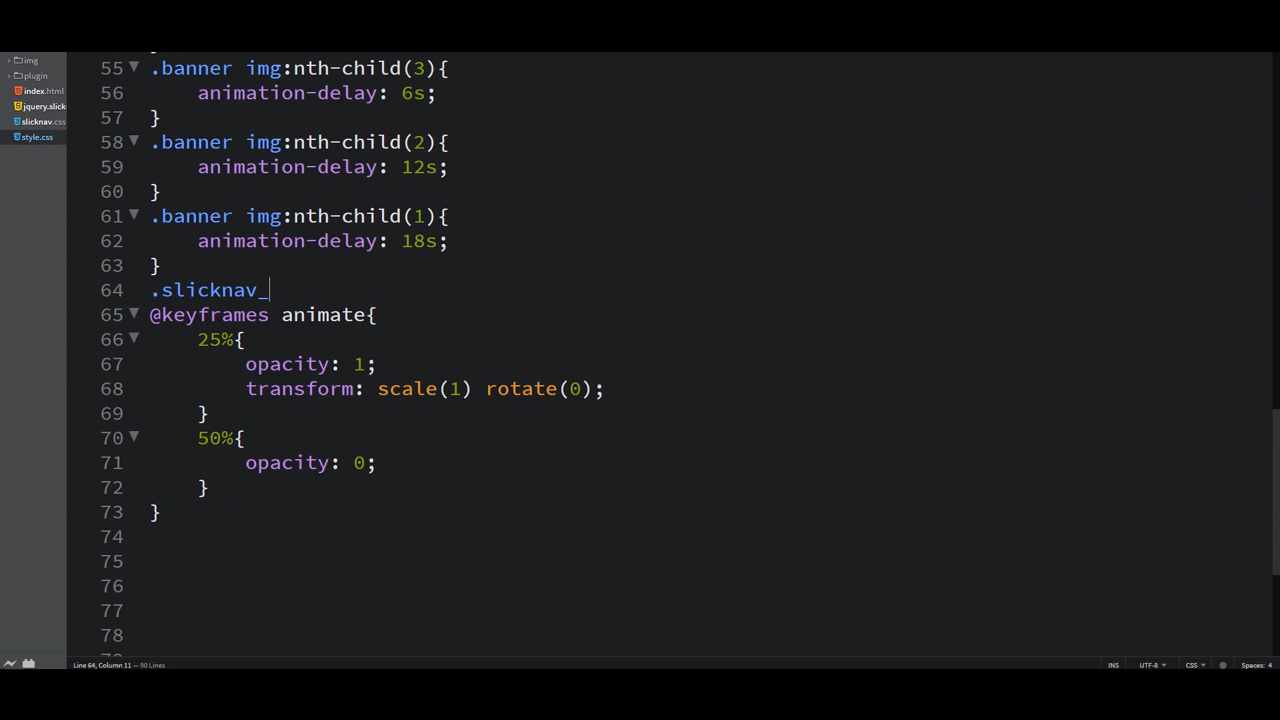 img
plugin
index.html
jquery.slick
slicknav.css
style.css
55 .banner img:nth-child(3){
56 animation-delay: 6s;
57 }
58 .banner img:nth-child(2){
59 animation-delay: 12s;
60 }
61 .banner img:nth-child(1){
62 animation-delay: 18s;
63 }
64 .slicknav_
65 @keyframes animate{
66 25%{
67 opacity: 1;
68 transform: scale(1) rotate(0);
69 }
70 50%{
71 opacity: 0;
72 }
73 }
74
75
76
77
78
Line 64, Column 11 — 90 Lines INS UTF-8 CSS Spaces: 4